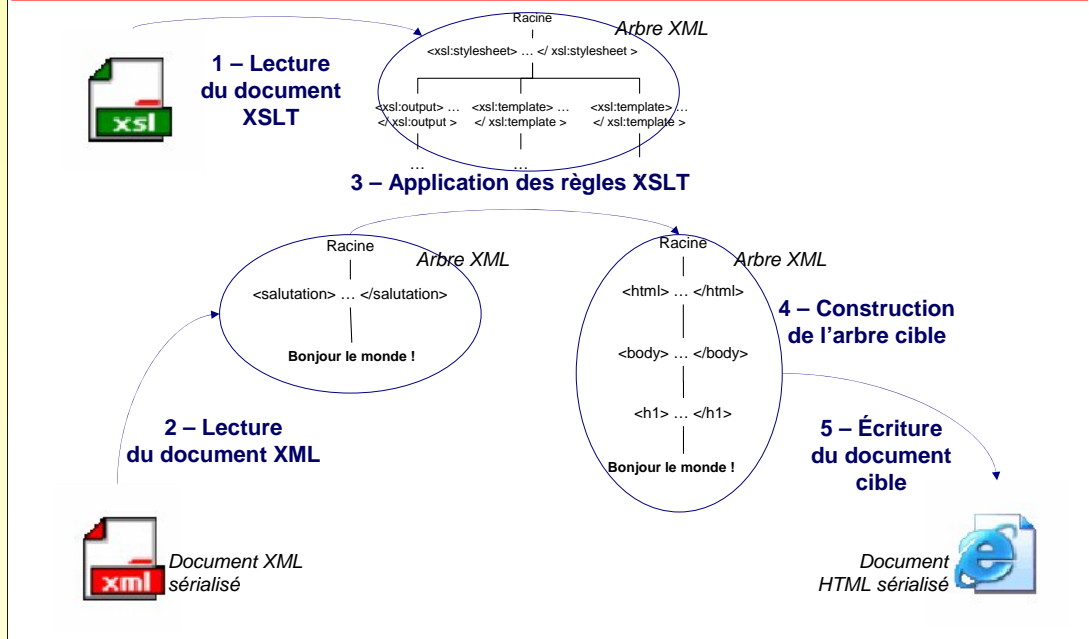 Racine
Arbre XML
<xsl:stylesheet> … </ xsl:stylesheet >
1 – Lecture
du document
XSLT
xsl
<xsl:output> …
</ xsl:output >
<xsl:template> …
</ xsl:template >
<xsl:template> …
</ xsl:template >
…
…
3 – Application des règles XSLT
Racine
Arbre XML
<salutation> … </salutation>
Bonjour le monde !
Racine
Arbre XML
<html> … </html>
<body> … </body>
<h1> … </h1>
Bonjour le monde !
4 – Construction
de l'arbre cible
2 – Lecture
du document XML
5 – Écriture
du document
cible
xml
Document XML
sérialisé
Document
HTML sérialisé